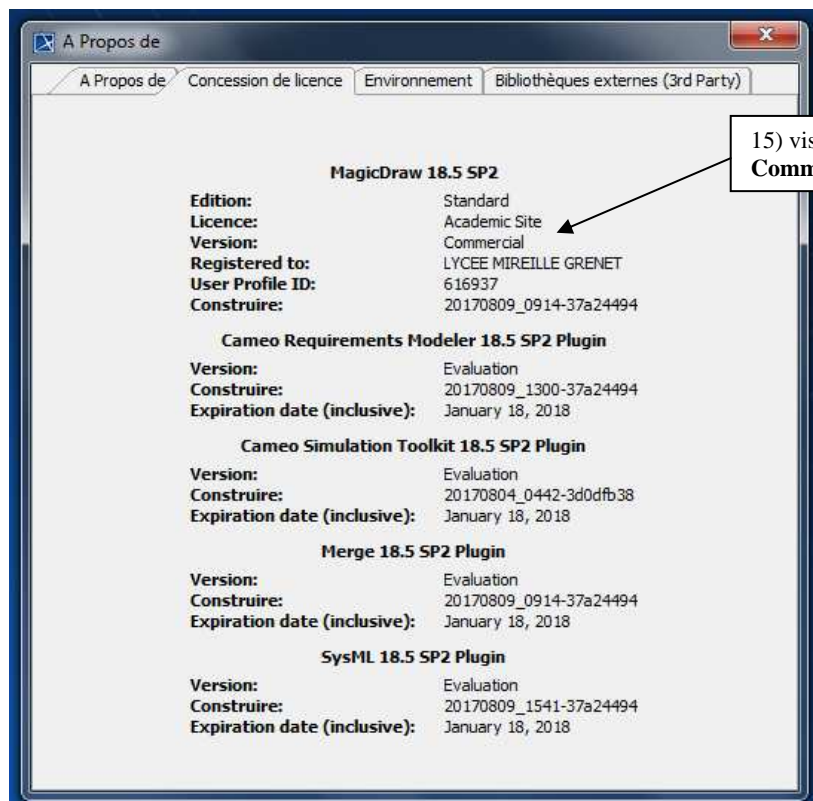 A Propos de
A Propos de Concession de licence Environnement Bibliothèques externes (3rd Party)
15)
MagicDraw 18.5 SP2
Edition: Standard
Licence: Academic Site
Version: Commercial
Registered to: LYCEE MIREILLE GRENET
User Profile ID: 616937
Construire: 20170809_0914-37a24494
Cameo Requirements Modeler 18.5 SP2 Plugin
Version: Evaluation
Construire: 20170809_1300-37a24494
Expiration date (inclusive): January 18, 2018
Cameo Simulation Toolkit 18.5 SP2 Plugin
Version: Evaluation
Construire: 20170804_0442-3d0dfb38
Expiration date (inclusive): January 18, 2018
Merge 18.5 SP2 Plugin
Version: Evaluation
Construire: 20170809_0914-37a24494
Expiration date (inclusive): January 18, 2018
SysML 18.5 SP2 Plugin
Version: Evaluation
Construire: 20170809_1541-37a24494
Expiration date (inclusive): January 18, 2018